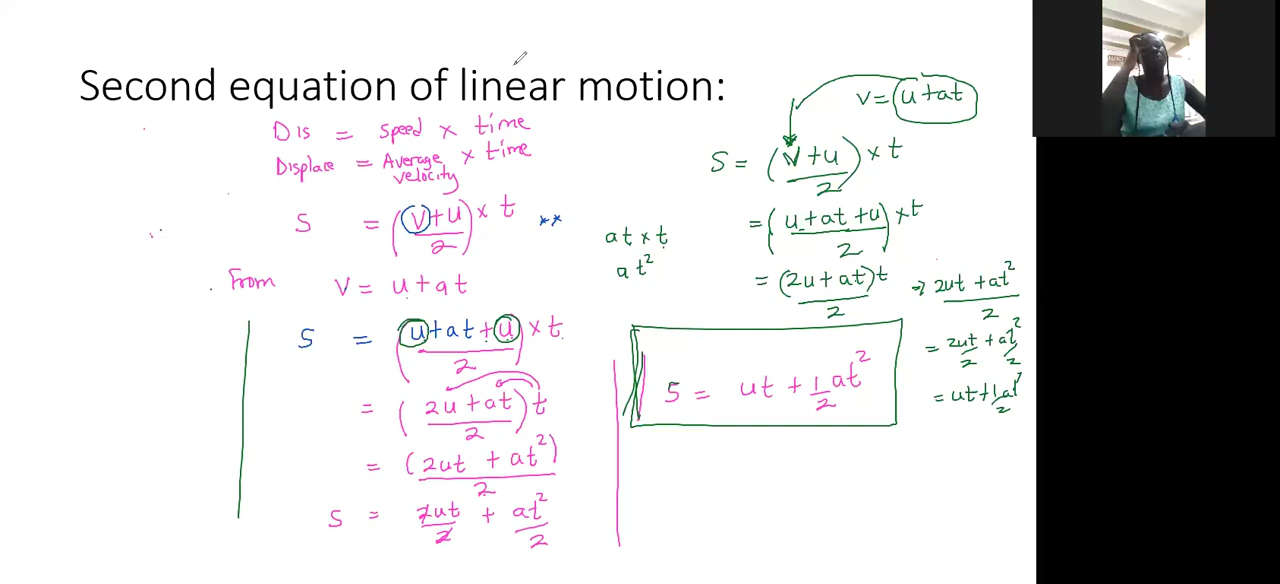 Second equation of linear motion:
Dis = speed × time
Displace = Average velocity × time
S = (v+u)/2 × t **
From v = u+at
S = (u+at+u)/2 × t
= (2u+at)/2 t
= (2ut + at²)/2
S = 2ut/2 + at²/2
at × t
at²
v = u+at
S = (v+u)/2 × t
= (u+at+u)/2 × t
= (2u+at)t/2
⇒ 2ut + at²/2
= 2ut/2 + at²/2
= ut + 1/2 at²
S = ut + 1/2 at²